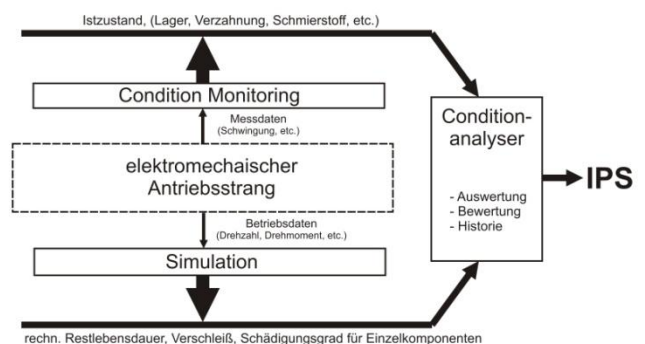 Istzustand, (Lager, Verzahnung, Schmierstoff, etc.)
Condition Monitoring
Messdaten
(Schwingung, etc.)
elektromechaischer
Antriebsstrang
Betriebsdaten
(Drehzahl, Drehmoment, etc.)
Simulation
rechn. Restlebensdauer, Verschleiß, Schädigungsgrad für Einzelkomponenten
Condition-
analyser
- Auswertung
- Bewertung
- Historie
IPS